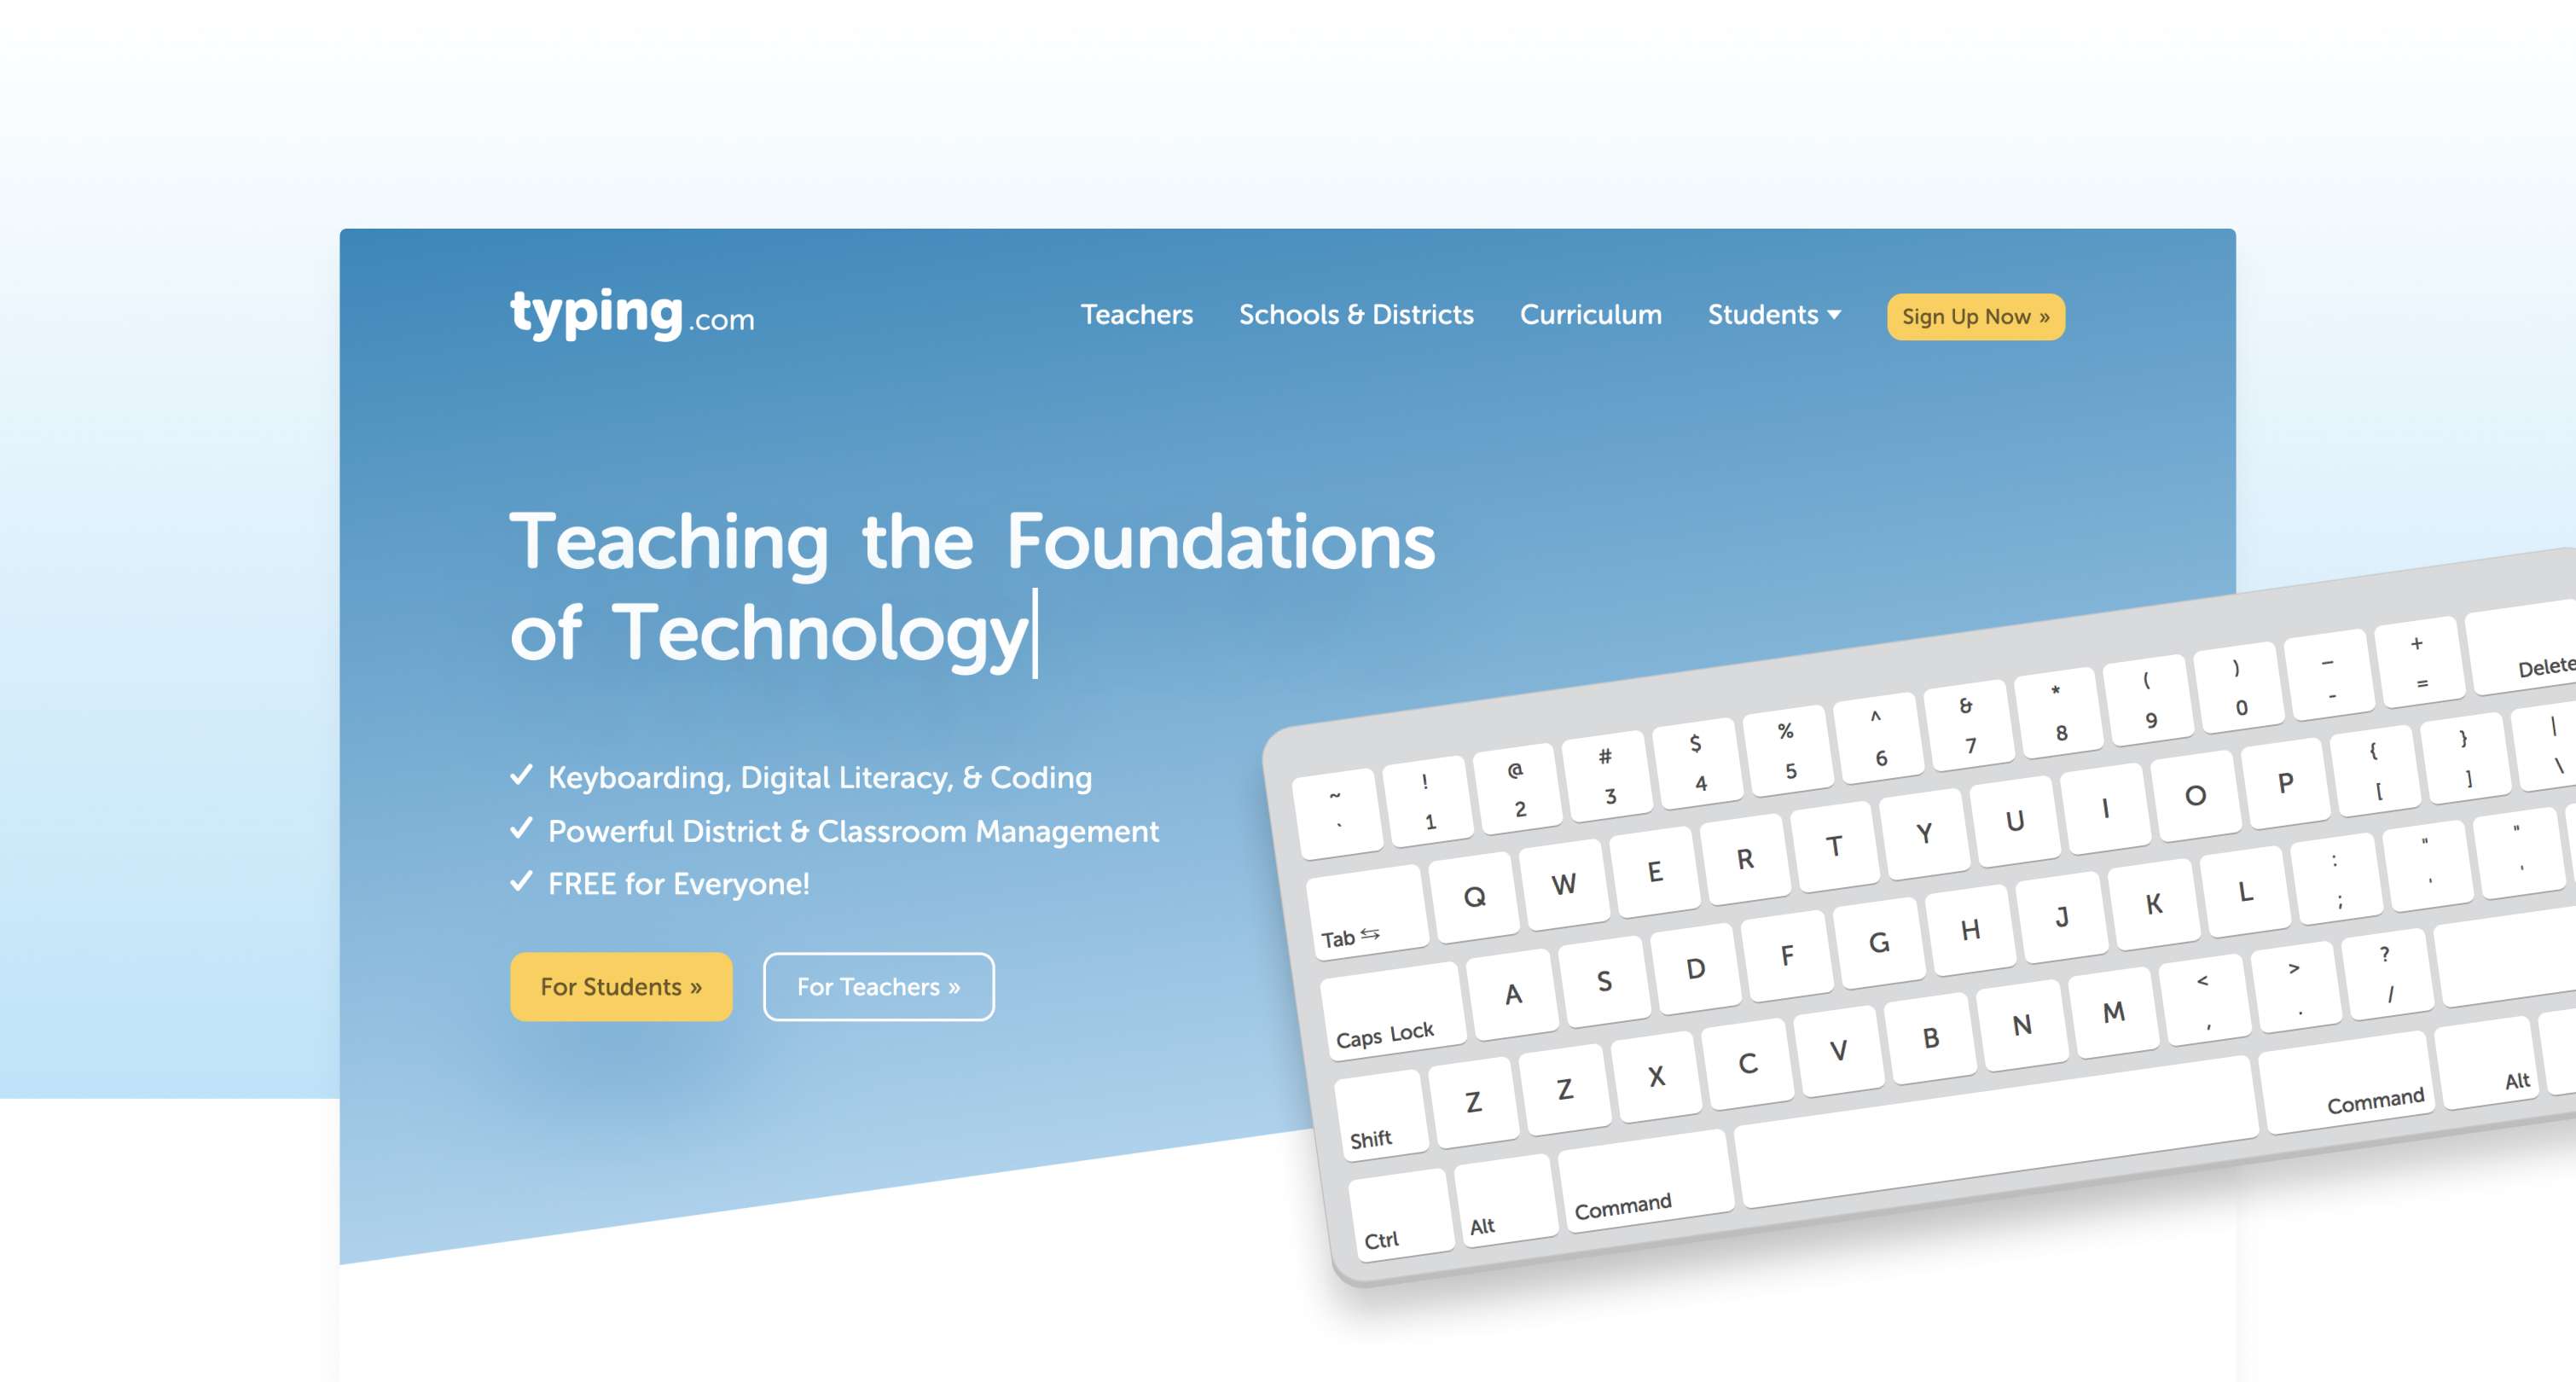 typing.com
Teachers Schools & Districts Curriculum Students Sign Up Now »
Teaching the Foundations
of Technology
Keyboarding, Digital Literacy, & Coding
Powerful District & Classroom Management
FREE for Everyone!
For Students » For Teachers »
~ ! @ # $ % ^ & * ( ) – +
` 1 2 3 4 5 6 7 8 9 0 - = Delete
Tab ⇆ Q W E R T Y U I O P { [ } ] | \
Caps Lock A S D F G H J K L : ; " ' " '
Shift Z Z X C V B N M < , > . ? /
Ctrl Alt Command Command Alt